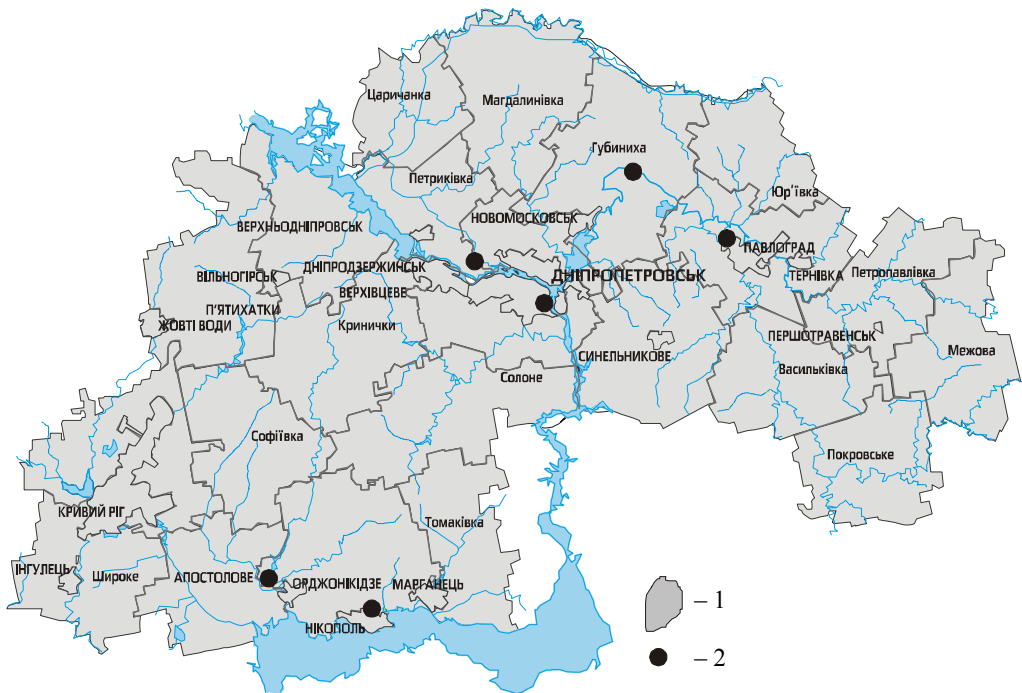 Царичанка
Магдалинівка
Губиниха
Петриківка
Юр'ївка
НОВОМОСКОВСЬК
ВЕРХНЬОДНІПРОВСЬК
ПАВЛОГРАД
ДНІПРОДЗЕРЖИНСЬК
ДНІПРОПЕТРОВСЬК
ВІЛЬНОГІРСЬК
ТЕРНІВКА
Петропавлівка
ВЕРХІВЦЕВЕ
П'ЯТИХАТКИ
ЖОВТІ ВОДИ
Кринички
ПЕРШОТРАВЕНСЬК
Межова
СИНЕЛЬНИКОВЕ
Васильківка
Солоне
Софіївка
Покровське
КРИВИЙ РІГ
Томаківка
ІНГУЛЕЦЬ
Широке
АПОСТОЛОВЕ
ОРДЖОНІКІДЗЕ
МАРГАНЕЦЬ
НІКОПОЛЬ
– 1
– 2